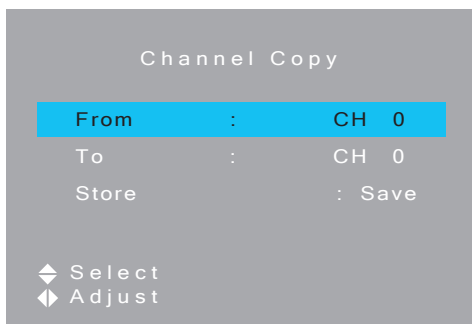 Channel Copy
From : CH 0
To : CH 0
Store : Save
Select
Adjust